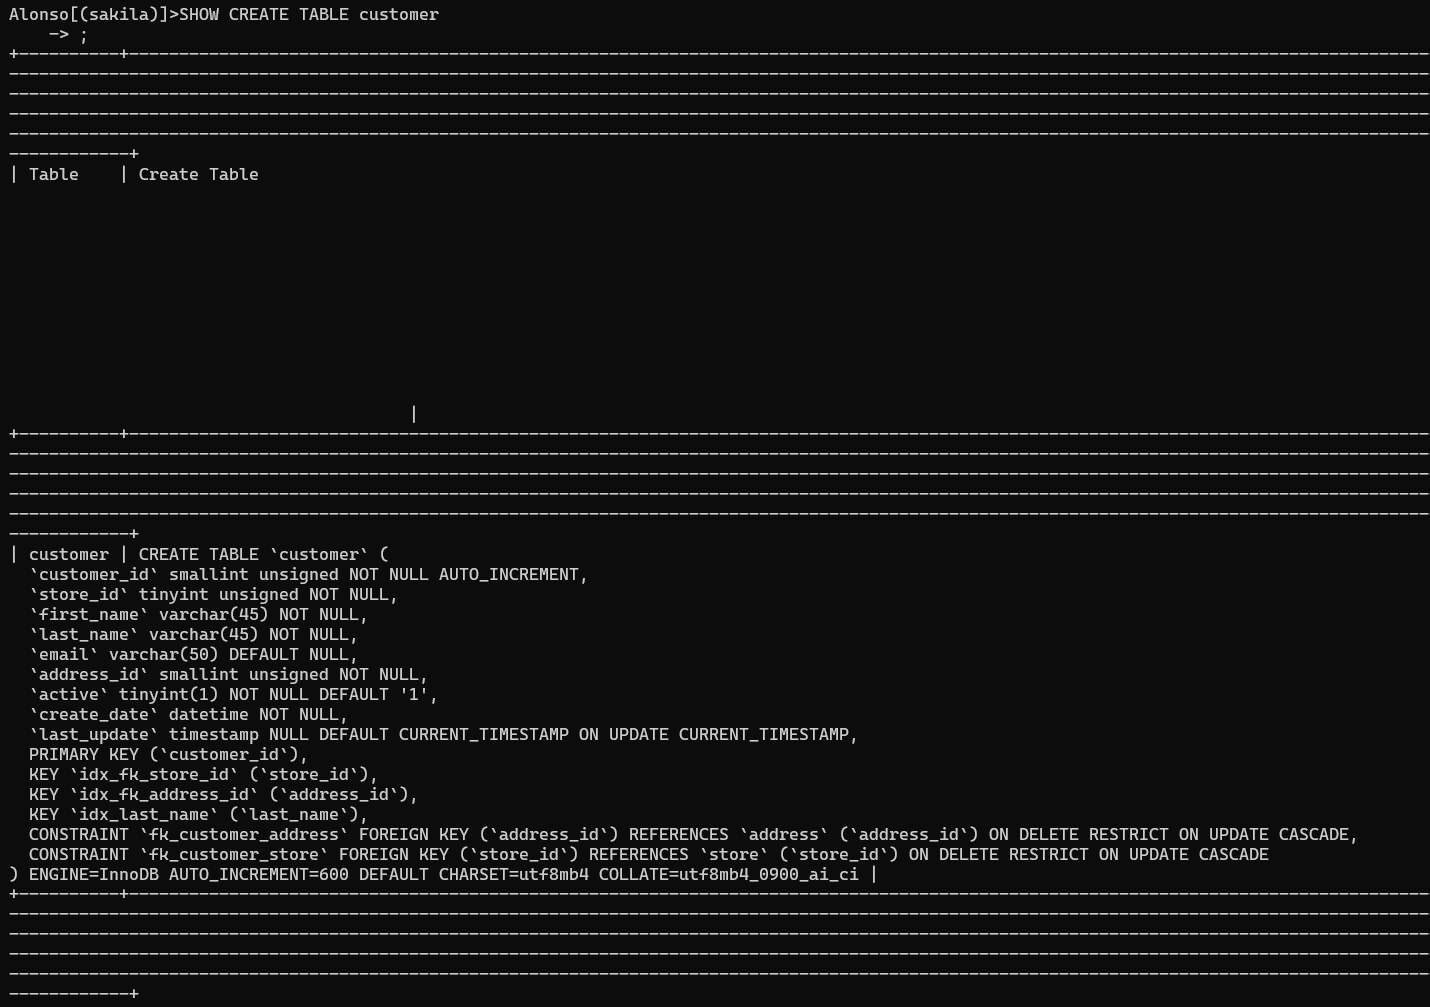 Alonso[(sakila)]>SHOW CREATE TABLE customer
    -> ;
+----------+----------------------------------------------------------------------------------------------------------------------------------
----------------------------------------------------------------------------------------------------------------------------------------------
----------------------------------------------------------------------------------------------------------------------------------------------
----------------------------------------------------------------------------------------------------------------------------------------------
----------------------------------------------------------------------------------------------------------------------------------------------
------------+
| Table    | Create Table
|
+----------+----------------------------------------------------------------------------------------------------------------------------------
----------------------------------------------------------------------------------------------------------------------------------------------
----------------------------------------------------------------------------------------------------------------------------------------------
----------------------------------------------------------------------------------------------------------------------------------------------
----------------------------------------------------------------------------------------------------------------------------------------------
------------+
| customer | CREATE TABLE `customer` (
  `customer_id` smallint unsigned NOT NULL AUTO_INCREMENT,
  `store_id` tinyint unsigned NOT NULL,
  `first_name` varchar(45) NOT NULL,
  `last_name` varchar(45) NOT NULL,
  `email` varchar(50) DEFAULT NULL,
  `address_id` smallint unsigned NOT NULL,
  `active` tinyint(1) NOT NULL DEFAULT '1',
  `create_date` datetime NOT NULL,
  `last_update` timestamp NULL DEFAULT CURRENT_TIMESTAMP ON UPDATE CURRENT_TIMESTAMP,
  PRIMARY KEY (`customer_id`),
  KEY `idx_fk_store_id` (`store_id`),
  KEY `idx_fk_address_id` (`address_id`),
  KEY `idx_last_name` (`last_name`),
  CONSTRAINT `fk_customer_address` FOREIGN KEY (`address_id`) REFERENCES `address` (`address_id`) ON DELETE RESTRICT ON UPDATE CASCADE,
  CONSTRAINT `fk_customer_store` FOREIGN KEY (`store_id`) REFERENCES `store` (`store_id`) ON DELETE RESTRICT ON UPDATE CASCADE
) ENGINE=InnoDB AUTO_INCREMENT=600 DEFAULT CHARSET=utf8mb4 COLLATE=utf8mb4_0900_ai_ci |
+----------+----------------------------------------------------------------------------------------------------------------------------------
----------------------------------------------------------------------------------------------------------------------------------------------
----------------------------------------------------------------------------------------------------------------------------------------------
----------------------------------------------------------------------------------------------------------------------------------------------
----------------------------------------------------------------------------------------------------------------------------------------------
------------+